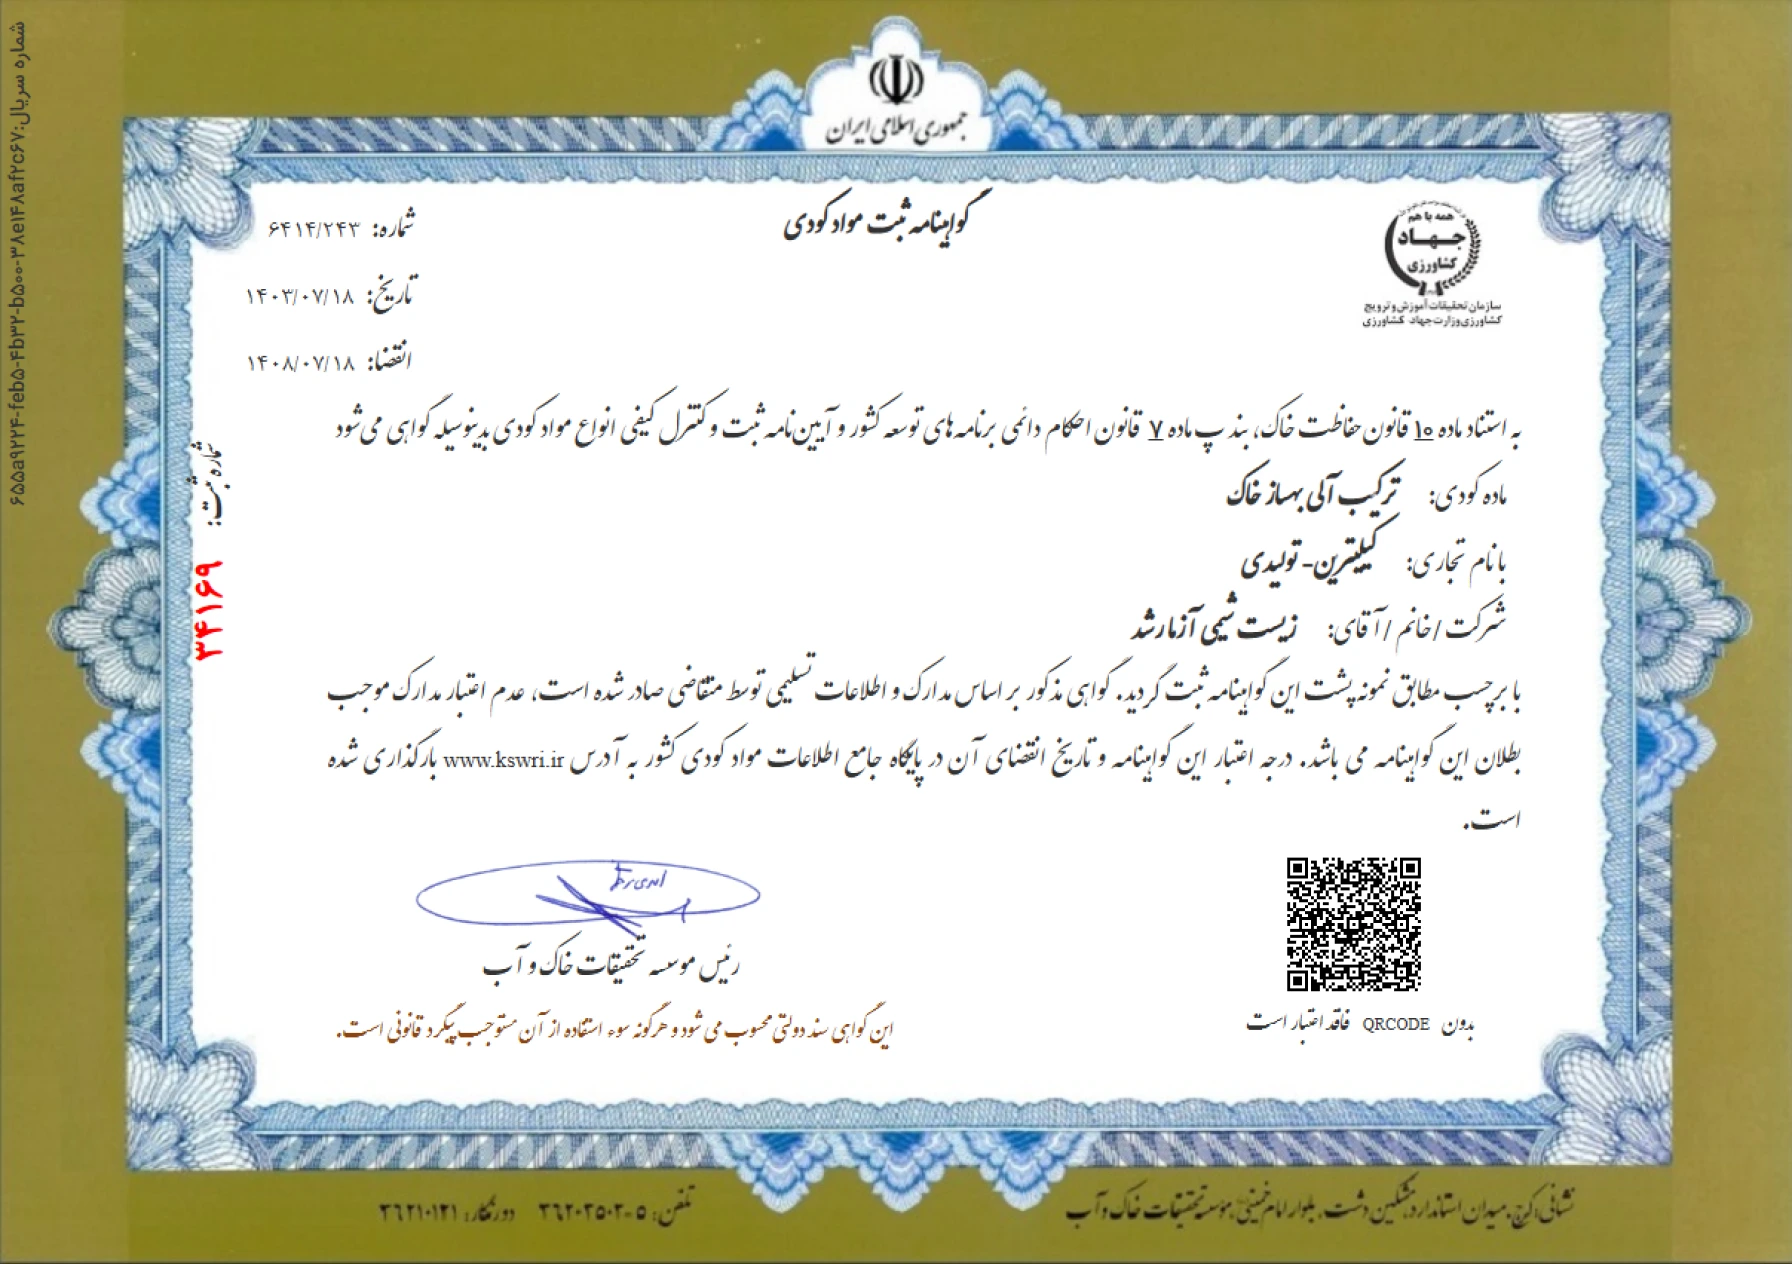 جمهوری اسلامی ایران
همه با هم
جهاد
کشاورزی
سازمان تحقیقات آموزش و ترویج
کشاورزی وزارت جهاد کشاورزی
گواهینامه ثبت مواد کودی
شماره: ۶۴۱۴/۲۴۳
تاریخ: ۱۴۰۳/۰۷/۱۸
انقضا: ۱۴۰۸/۰۷/۱۸
به استناد ماده ۱۰ قانون حفاظت خاک، بند پ ماده ۷ قانون احکام دائمی برنامه های توسعه کشور و آیین‌نامه ثبت و کنترل کیفی انواع مواد کودی بدینوسیله گواهی می‌شود
ماده کودی: ترکیب آلی بهساز خاک
با نام تجاری: کیلیترین- تولیدی
شرکت /خانم /آقای: زیست شیمی آزما رشد
با برچسب مطابق نمونه پشت این گواهینامه ثبت گردید. گواهی مذکور بر اساس مدارک و اطلاعات تسلیمی توسط متقاضی صادر شده است، عدم اعتبار مدارک موجب
بطلان این گواهینامه می باشد. درجه اعتبار این گواهینامه و تاریخ انقضای آن در پایگاه جامع اطلاعات مواد کودی کشور به آدرس www.kswri.ir بارگذاری شده
است.
رئیس موسسه تحقیقات خاک و آب
این گواهی سند دولتی محسوب می شود و هرگونه سوء استفاده از آن مستوجب پیگرد قانونی است.
بدون QRCODE فاقد اعتبار است
شماره ثبت: ۳۴۱۶۹
شماره سریال:۶۵۵a۹۲۲۴-feb۵-۴b۳۲-b۵۰۰-۳۸e۱۴۸af۲c۶۷
نشانی: کرج، میدان استاندارد، مشکین دشت، بلوار امام خمینی، موسسه تحقیقات خاک و آب
تلفن: ۵-۳۶۲۰۳۵۰۲ دورنگار: ۳۶۲۱۰۱۲۱